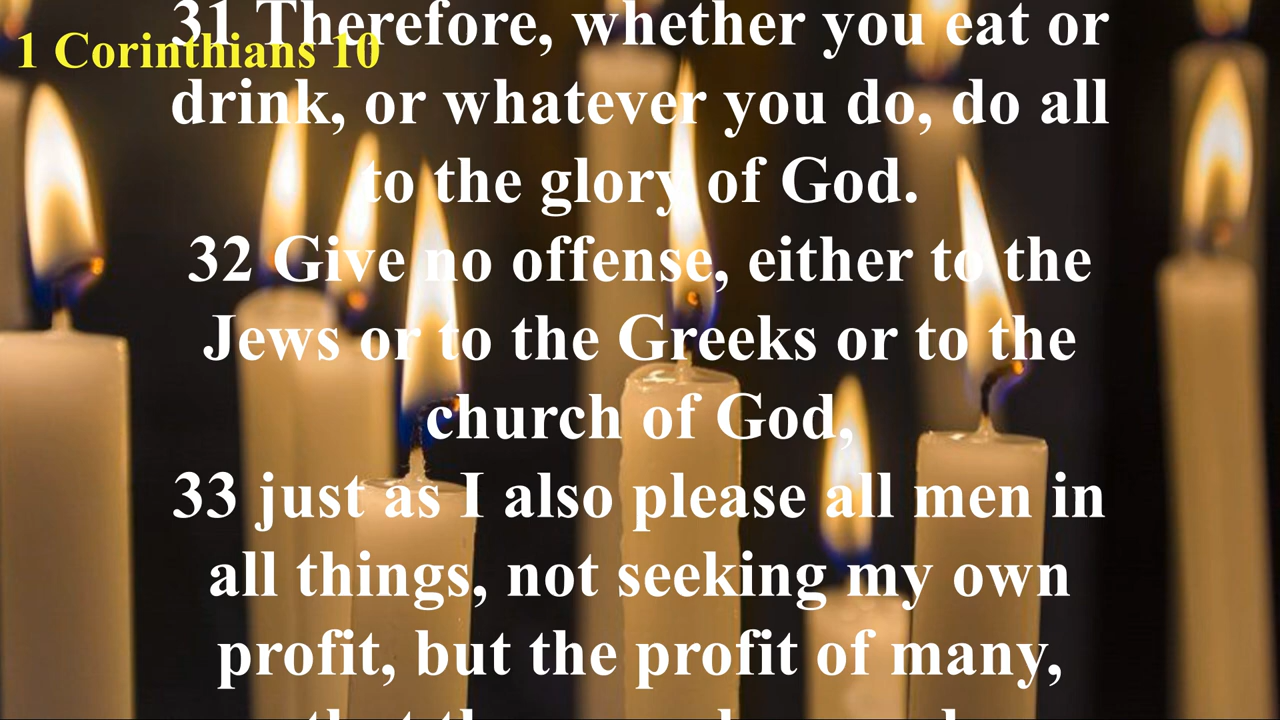 1 Corinthians 10
31 Therefore, whether you eat or
drink, or whatever you do, do all
to the glory of God.
32 Give no offense, either to the
Jews or to the Greeks or to the
church of God,
33 just as I also please all men in
all things, not seeking my own
profit, but the profit of many,